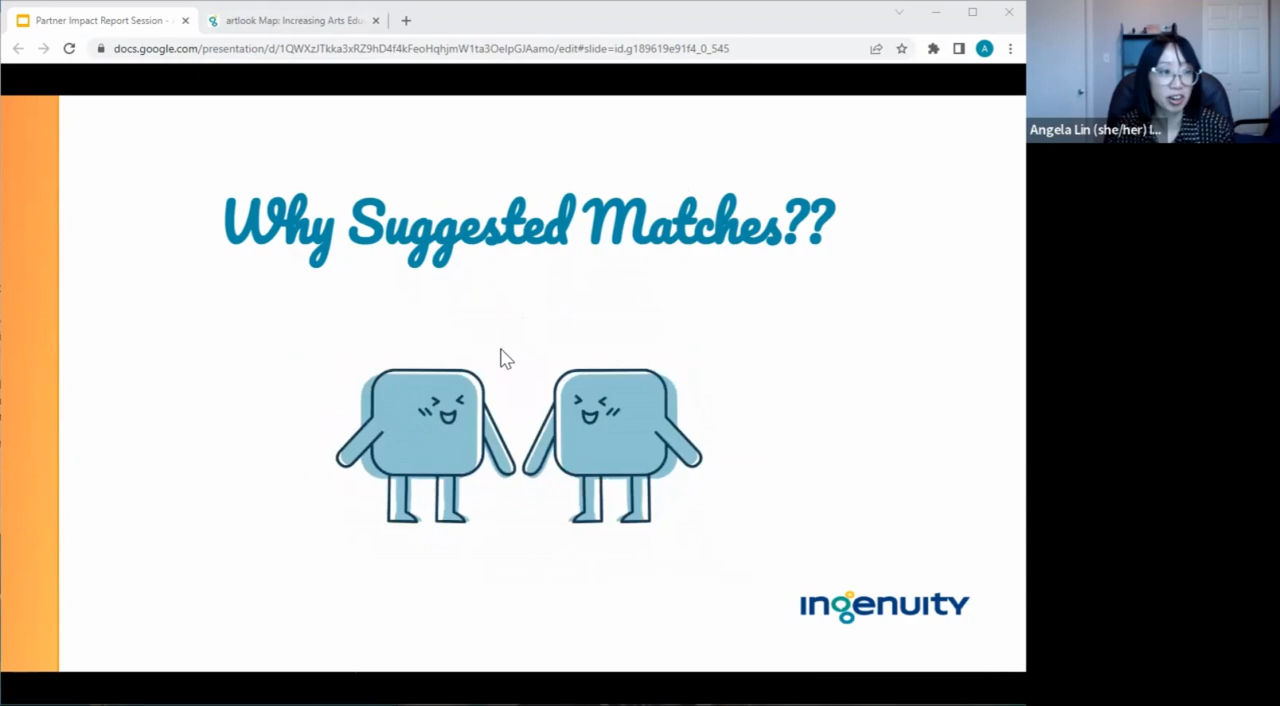 Partner Impact Report Session -
artlook Map: Increasing Arts Edu
docs.google.com/presentation/d/1QWXzJTkka3xRZ9hD4f4kFeoHqhjmW1ta3OelpGJAamo/edit#slide=id.g189619e91f4_0_545
A
Angela Lin (she/her) I...
Why Suggested Matches??
ingenuity